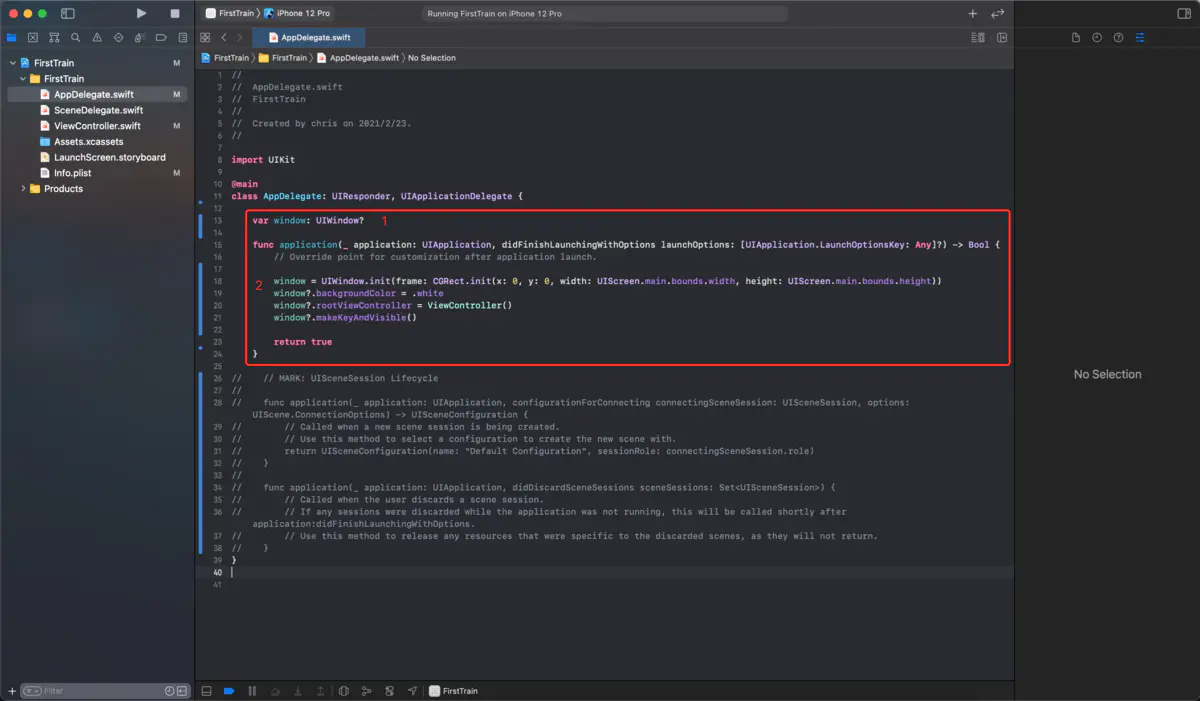 FirstTrain 〉 iPhone 12 Pro
Running FirstTrain on iPhone 12 Pro
AppDelegate.swift
FirstTrain 〉 FirstTrain 〉 AppDelegate.swift 〉 No Selection
FirstTrain M
FirstTrain
AppDelegate.swift M
SceneDelegate.swift
ViewController.swift M
Assets.xcassets
LaunchScreen.storyboard
Info.plist M
Products
Filter
1 //
2 // AppDelegate.swift
3 // FirstTrain
4 //
5 // Created by chris on 2021/2/23.
6 //
7
8 import UIKit
9
10 @main
11 class AppDelegate: UIResponder, UIApplicationDelegate {
12
13 var window: UIWindow? 1
14
15 func application(_ application: UIApplication, didFinishLaunchingWithOptions launchOptions: [UIApplication.LaunchOptionsKey: Any]?) -> Bool {
16 // Override point for customization after application launch.
17
18 window = UIWindow.init(frame: CGRect.init(x: 0, y: 0, width: UIScreen.main.bounds.width, height: UIScreen.main.bounds.height))
2
19 window?.backgroundColor = .white
20 window?.rootViewController = ViewController()
21 window?.makeKeyAndVisible()
22
23 return true
24 }
25
26 // // MARK: UISceneSession Lifecycle
27 //
28 // func application(_ application: UIApplication, configurationForConnecting connectingSceneSession: UISceneSession, options:
UIScene.ConnectionOptions) -> UISceneConfiguration {
29 // // Called when a new scene session is being created.
30 // // Use this method to select a configuration to create the new scene with.
31 // return UISceneConfiguration(name: "Default Configuration", sessionRole: connectingSceneSession.role)
32 // }
33 //
34 // func application(_ application: UIApplication, didDiscardSceneSessions sceneSessions: Set<UISceneSession>) {
35 // // Called when the user discards a scene session.
36 // // If any sessions were discarded while the application was not running, this will be called shortly after
application:didFinishLaunchingWithOptions.
37 // // Use this method to release any resources that were specific to the discarded scenes, as they will not return.
38 // }
39 }
40
41
No Selection
FirstTrain